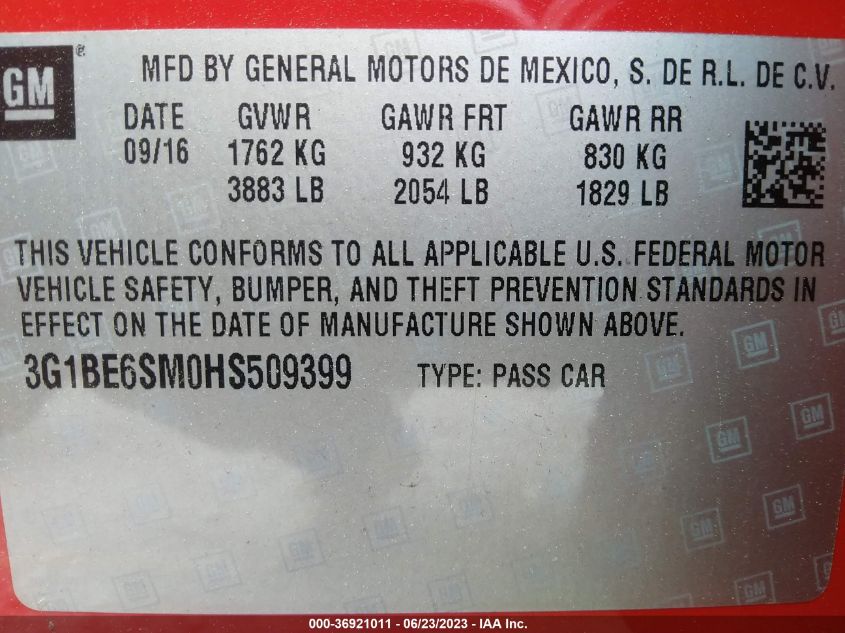 GM®
MFD BY GENERAL MOTORS DE MEXICO, S. DE R.L. DE C.V.
DATE GVWR GAWR FRT GAWR RR
09/16 1762 KG 932 KG 830 KG
3883 LB 2054 LB 1829 LB
THIS VEHICLE CONFORMS TO ALL APPLICABLE U.S. FEDERAL MOTOR
VEHICLE SAFETY, BUMPER, AND THEFT PREVENTION STANDARDS IN
EFFECT ON THE DATE OF MANUFACTURE SHOWN ABOVE.
3G1BE6SM0HS509399 TYPE: PASS CAR
000-36921011 - 06/23/2023 - IAA Inc.